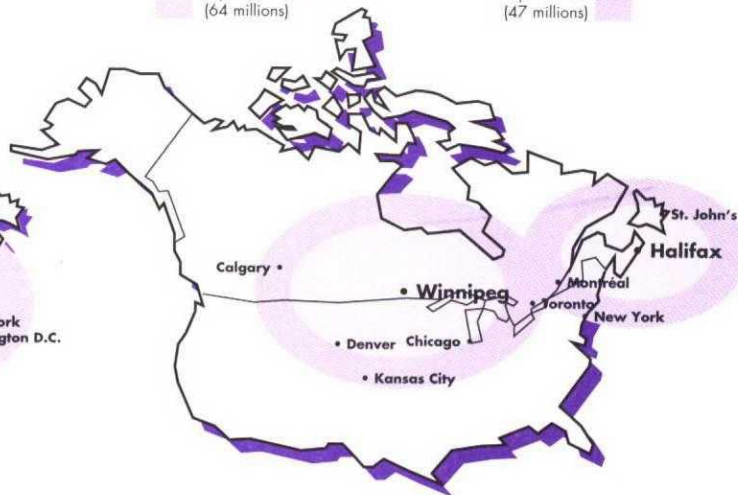 (64 millions)
(47 millions)
St. John's
Halifax
Calgary
Montréal
Winnipeg
Toronto
New York
Denver
Chicago
Kansas City
ork
gton D.C.